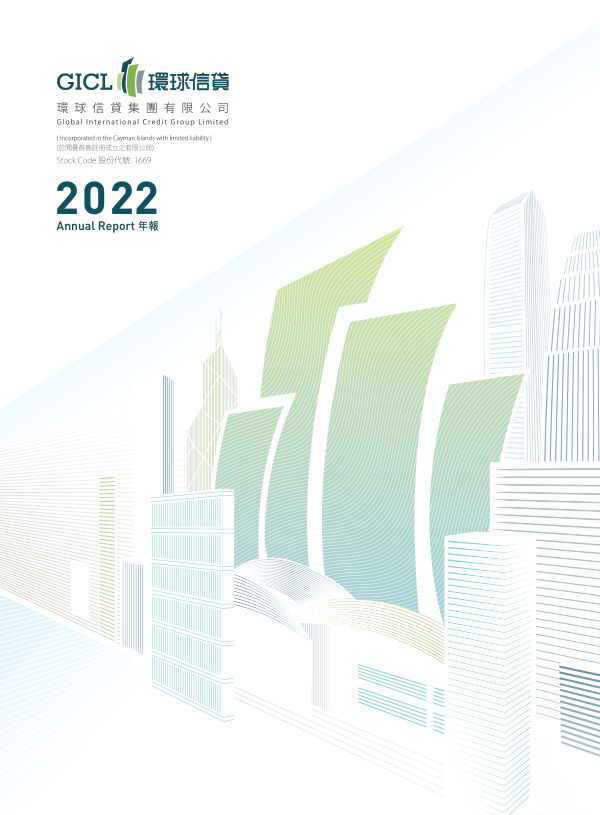 GICL 環球信貸
環球信貸集團有限公司
Global International Credit Group Limited
( Incorporated in the Cayman Islands with limited liability )
(於開曼群島註冊成立之有限公司)
Stock Code 股份代號 : 1669
2022
Annual Report 年報